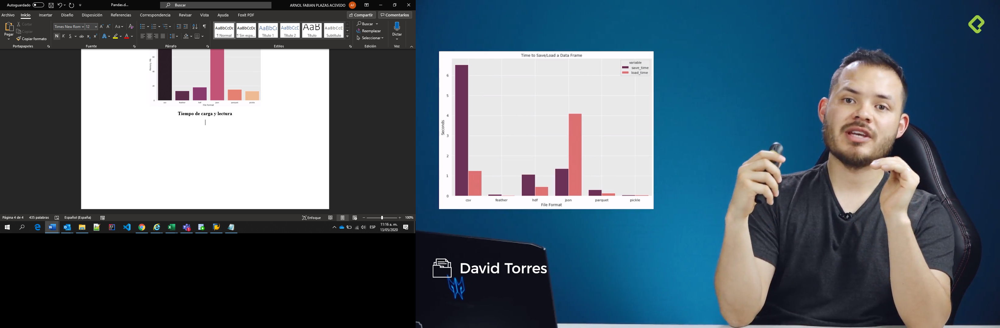 Autoguardado
Pandas.d...
Buscar
ARNOL FABIAN PLAZAS ACEVEDO
AF
Archivo Inicio Insertar Diseño Disposición Referencias Correspondencia Revisar Vista Ayuda Foxit PDF
Compartir Comentarios
Pegar
Cortar
Copiar
Copiar formato
Portapapeles
Times New Rom 12
Aa
N K S ab x₂ x² A A
Fuente
Párrafo
AaBbCcDc AaBbCcDc AaBbCc AaBbCcD AaB AaBbCcD
¶ Normal ¶ Sin espa... Título 1 Título 2 Título Subtítulo
Estilos
Buscar
Reemplazar
Seleccionar
Edición
Dictar
Voz
Memory, Mb
60
40
20
0
csv feather hdf json parquet pickle
File Format
Tiempo de carga y lectura
Página 4 de 4 435 palabras Español (España)
Enfoque
100%
ESP
11:16 a. m.
13/05/2020
Time to Save/Load a Data Frame
variable
save_time
load_time
Seconds
6
5
4
3
2
1
0
csv feather hdf json parquet pickle
File Format
David Torres